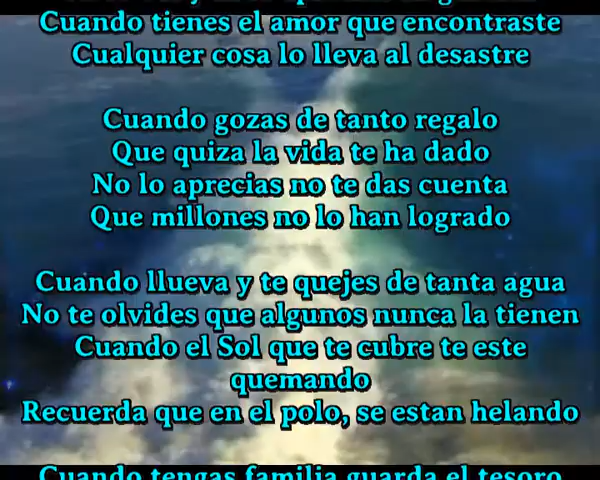 Cuando tienes el amor que encontraste
Cualquier cosa lo lleva al desastre
Cuando gozas de tanto regalo
Que quiza la vida te ha dado
No lo aprecias no te das cuenta
Que millones no lo han logrado
Cuando llueva y te quejes de tanta agua
No te olvides que algunos nunca la tienen
Cuando el Sol que te cubre te este
quemando
Recuerda que en el polo, se estan helando
Cuando tengas familia guarda el tesoro